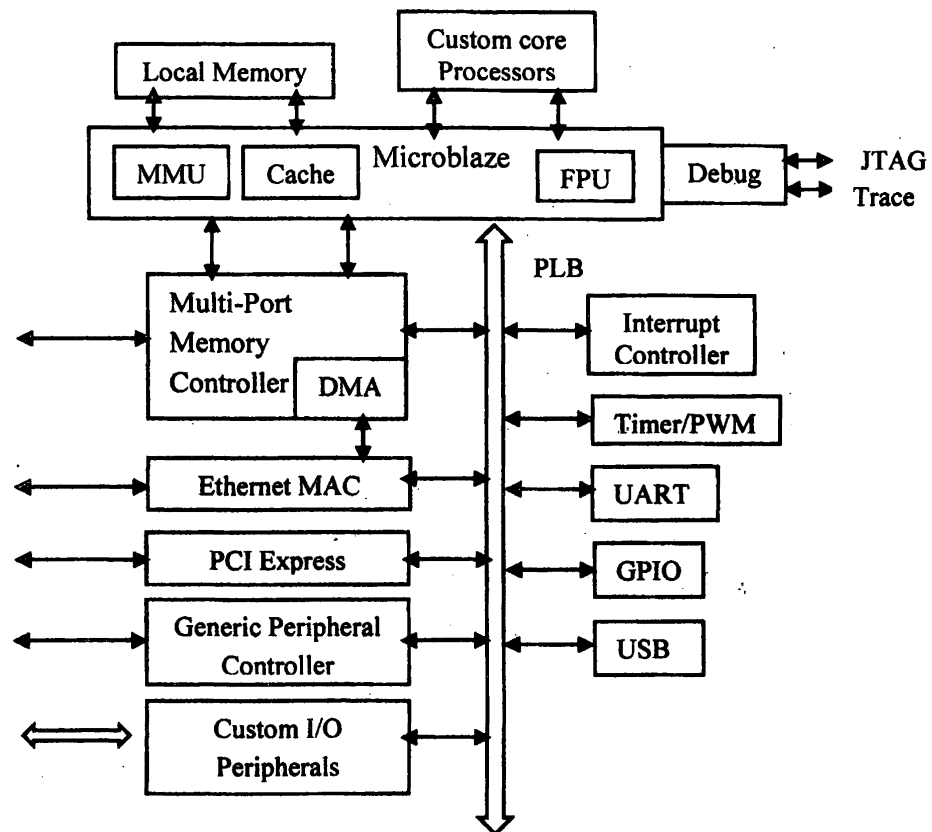 Local Memory
Custom core
Processors
Microblaze
MMU
Cache
FPU
Debug
JTAG
Trace
PLB
Multi-Port
Memory
Controller
DMA
Interrupt
Controller
Timer/PWM
Ethernet MAC
UART
PCI Express
GPIO
Generic Peripheral
Controller
USB
Custom I/O
Peripherals